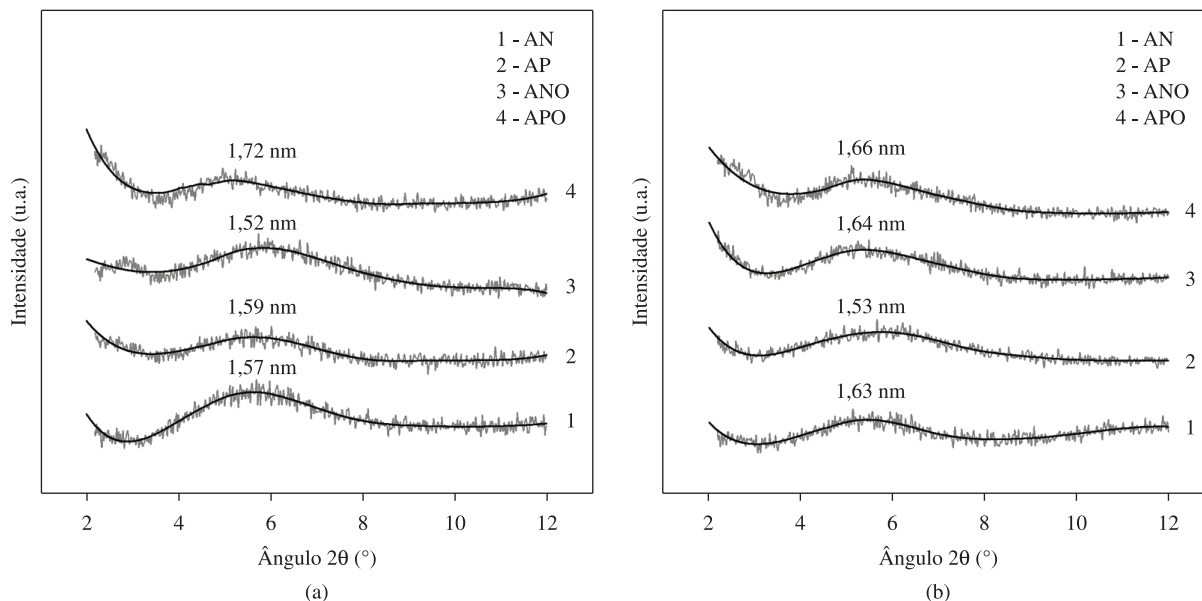 1 - AN
2 - AP
3 - ANO
4 - APO
1,72 nm
4
1,52 nm
3
1,59 nm
2
1,57 nm
1
Intensidade (u.a.)
2 4 6 8 10 12
Ângulo 2θ (°)
(a)
1 - AN
2 - AP
3 - ANO
4 - APO
1,66 nm
4
1,64 nm
3
1,53 nm
2
1,63 nm
1
Intensidade (u.a.)
2 4 6 8 10 12
Ângulo 2θ (°)
(b)